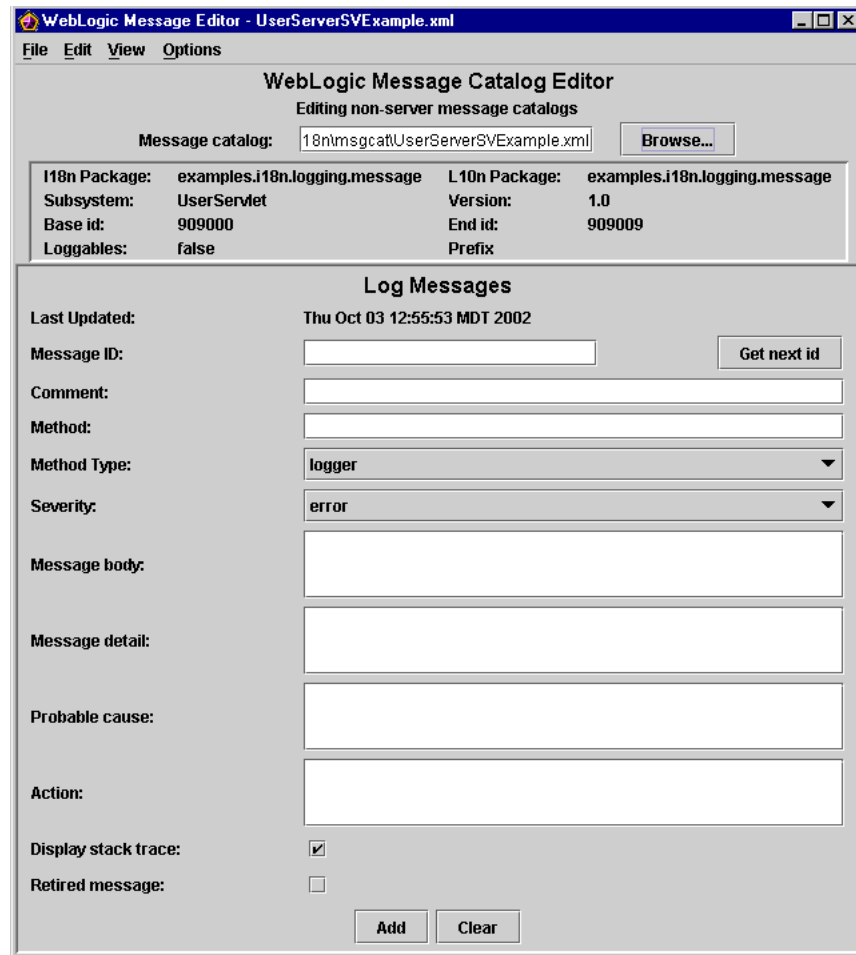 WebLogic Message Editor - UserServerSVExample.xml
File Edit View Options
WebLogic Message Catalog Editor
Editing non-server message catalogs
Message catalog: 18n\msgcat\UserServerSVExample.xml Browse...
I18n Package: examples.i18n.logging.message L10n Package: examples.i18n.logging.message
Subsystem: UserServlet Version: 1.0
Base id: 909000 End id: 909009
Loggables: false Prefix
Log Messages
Last Updated: Thu Oct 03 12:55:53 MDT 2002
Message ID: Get next id
Comment:
Method:
Method Type: logger
Severity: error
Message body:
Message detail:
Probable cause:
Action:
Display stack trace:
Retired message:
Add Clear